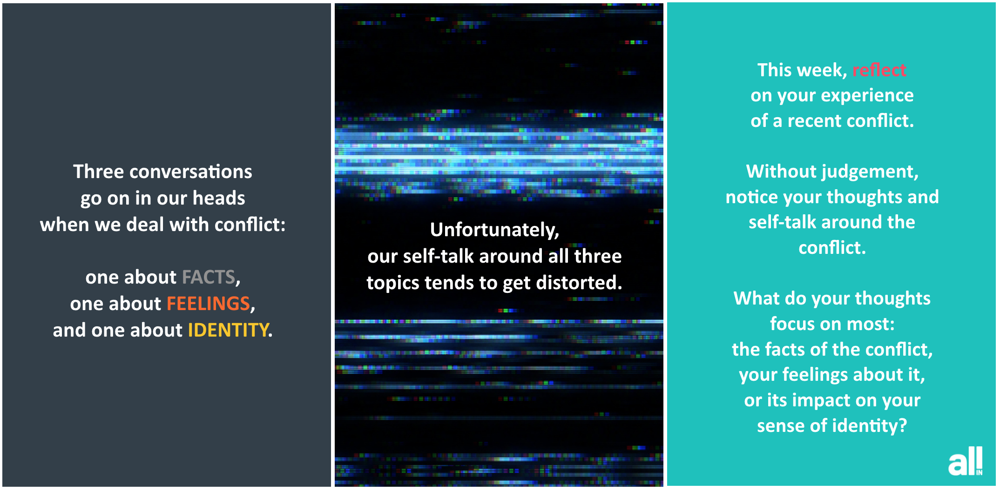 Three conversations
go on in our heads
when we deal with conflict:
one about FACTS,
one about FEELINGS,
and one about IDENTITY.
Unfortunately,
our self-talk around all three
topics tends to get distorted.
This week, reflect
on your experience
of a recent conflict.
Without judgement,
notice your thoughts and
self-talk around the
conflict.
What do your thoughts
focus on most:
the facts of the conflict,
your feelings about it,
or its impact on your
sense of identity?
all
IN